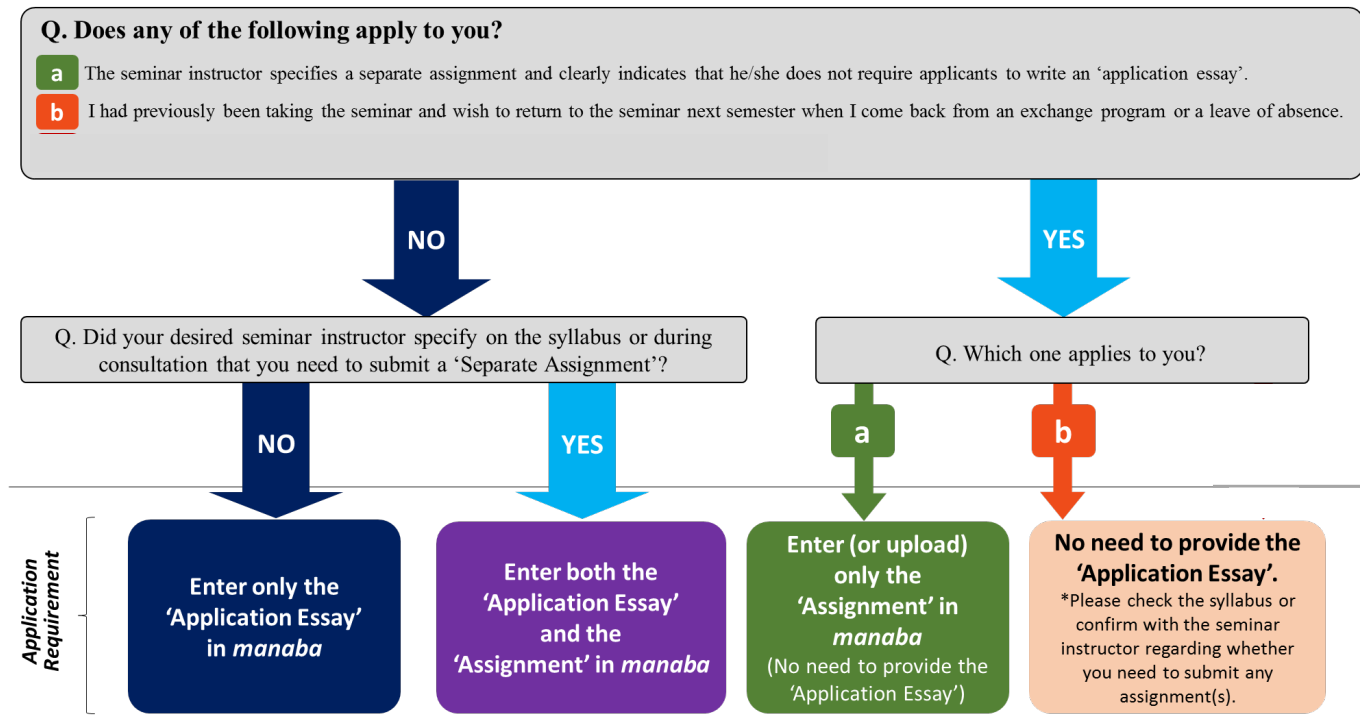 Q. Does any of the following apply to you?
a The seminar instructor specifies a separate assignment and clearly indicates that he/she does not require applicants to write an ‘application essay’.
b I had previously been taking the seminar and wish to return to the seminar next semester when I come back from an exchange program or a leave of absence.
NO
YES
Q. Did your desired seminar instructor specify on the syllabus or during
consultation that you need to submit a ‘Separate Assignment’?
Q. Which one applies to you?
NO
YES
a
b
Application
Requirement
Enter only the
‘Application Essay’
in manaba
Enter both the
‘Application Essay’
and the
‘Assignment’ in manaba
Enter (or upload)
only the
‘Assignment’ in
manaba
(No need to provide the
‘Application Essay’)
No need to provide the
‘Application Essay’.
*Please check the syllabus or
confirm with the seminar
instructor regarding whether
you need to submit any
assignment(s).